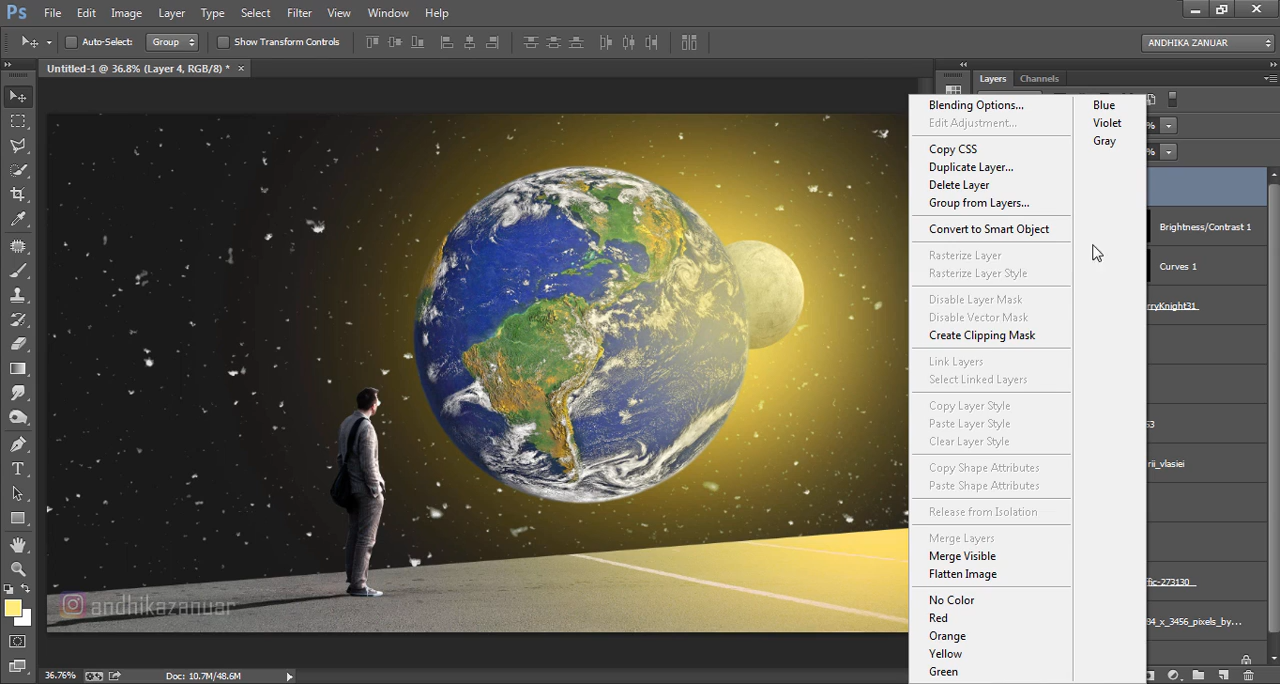 Ps File Edit Image Layer Type Select Filter View Window Help
Auto-Select: Group Show Transform Controls ANDHIKA ZANUAR
Untitled-1 @ 36.8% (Layer 4, RGB/8) * ×
Layers Channels
Blending Options...
Edit Adjustment...
Copy CSS
Duplicate Layer...
Delete Layer
Group from Layers...
Convert to Smart Object
Rasterize Layer
Rasterize Layer Style
Disable Layer Mask
Disable Vector Mask
Create Clipping Mask
Link Layers
Select Linked Layers
Copy Layer Style
Paste Layer Style
Clear Layer Style
Copy Shape Attributes
Paste Shape Attributes
Release from Isolation
Merge Layers
Merge Visible
Flatten Image
No Color
Red
Orange
Yellow
Green
Blue
Violet
Gray
%
%
Brightness/Contrast 1
Curves 1
rryKnight31
S3
rii_vlasiei
ffic-273130
94_x_3456_pixels_by...
andhikazanuar
36.76% Doc: 10.7M/48.6M